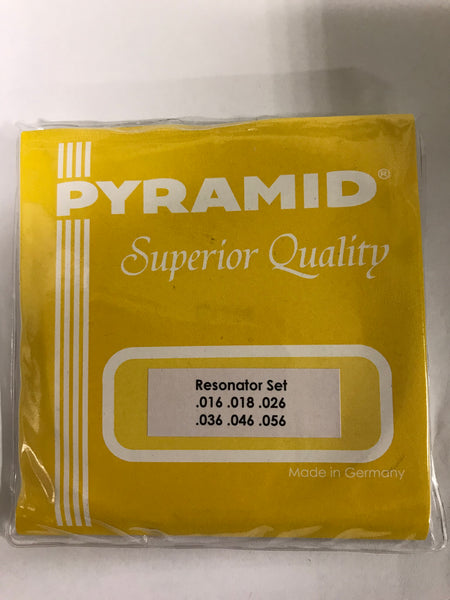 PYRAMID®
Superior Quality
Resonator Set
.016 .018 .026
.036 .046 .056
Made in Germany